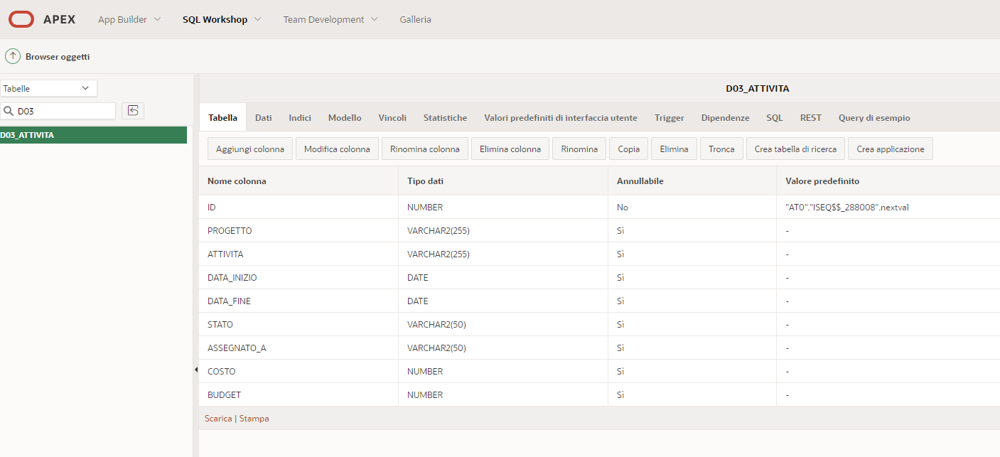 APEX App Builder SQL Workshop Team Development Galleria
Browser oggetti
Tabelle
D03
D03_ATTIVITA
D03_ATTIVITA
Tabella Dati Indici Modello Vincoli Statistiche Valori predefiniti di interfaccia utente Trigger Dipendenze SQL REST Query di esempio
Aggiungi colonna Modifica colonna Rinomina colonna Elimina colonna Rinomina Copia Elimina Tronca Crea tabella di ricerca Crea applicazione
Nome colonna Tipo dati Annullabile Valore predefinito
ID NUMBER No "AT0"."ISEQ$$_288008".nextval
PROGETTO VARCHAR2(255) Sì -
ATTIVITA VARCHAR2(255) Sì -
DATA_INIZIO DATE Sì -
DATA_FINE DATE Sì -
STATO VARCHAR2(50) Sì -
ASSEGNATO_A VARCHAR2(50) Sì -
COSTO NUMBER Sì -
BUDGET NUMBER Sì -
Scarica | Stampa